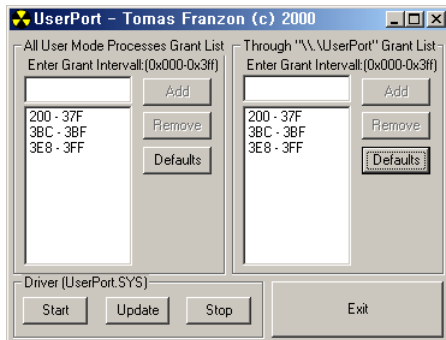 UserPort - Tomas Franzon (c) 2000
All User Mode Processes Grant List
Enter Grant Intervall:(0x000-0x3ff)
Add
200 - 37F
3BC - 3BF
3E8 - 3FF
Remove
Defaults
Through "\\.\UserPort" Grant List
Enter Grant Intervall:(0x000-0x3ff)
Add
200 - 37F
3BC - 3BF
3E8 - 3FF
Remove
Defaults
Driver (UserPort.SYS)
Start
Update
Stop
Exit